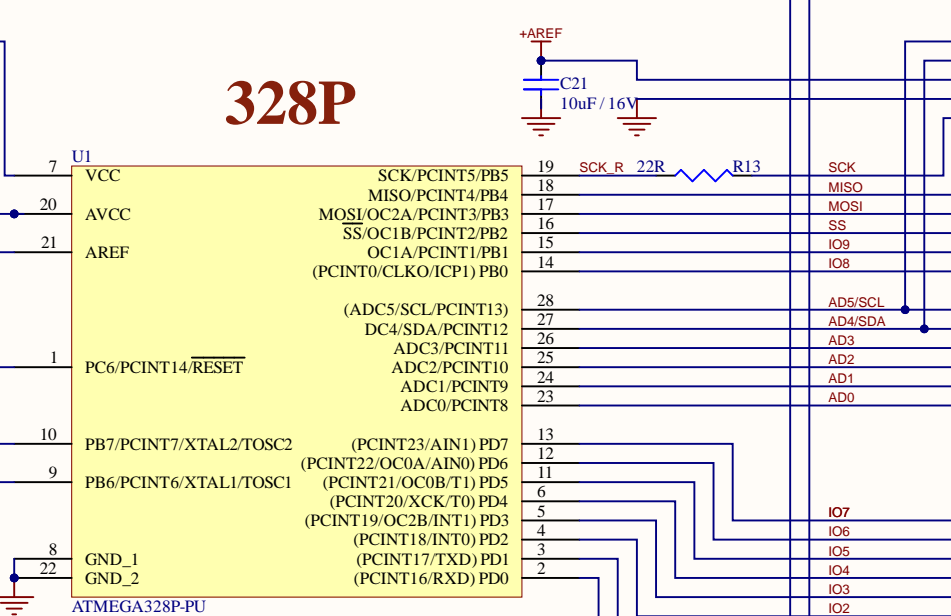 +AREF
328P
C21
10uF / 16V
U1
7 VCC SCK/PCINT5/PB5 19 SCK_R 22R R13 SCK
MISO/PCINT4/PB4 18 MISO
20 AVCC MOSI/OC2A/PCINT3/PB3 17 MOSI
SS/OC1B/PCINT2/PB2 16 SS
21 AREF OC1A/PCINT1/PB1 15 IO9
(PCINT0/CLKO/ICP1) PB0 14 IO8
(ADC5/SCL/PCINT13) 28 AD5/SCL
DC4/SDA/PCINT12 27 AD4/SDA
ADC3/PCINT11 26 AD3
1 PC6/PCINT14/RESET ADC2/PCINT10 25 AD2
ADC1/PCINT9 24 AD1
ADC0/PCINT8 23 AD0
10 PB7/PCINT7/XTAL2/TOSC2 (PCINT23/AIN1) PD7 13
(PCINT22/OC0A/AIN0) PD6 12
9 PB6/PCINT6/XTAL1/TOSC1 (PCINT21/OC0B/T1) PD5 11
(PCINT20/XCK/T0) PD4 6
(PCINT19/OC2B/INT1) PD3 5 IO7
(PCINT18/INT0) PD2 4 IO6
8 GND_1 (PCINT17/TXD) PD1 3 IO5
22 GND_2 (PCINT16/RXD) PD0 2 IO4
IO3
ATMEGA328P-PU IO2